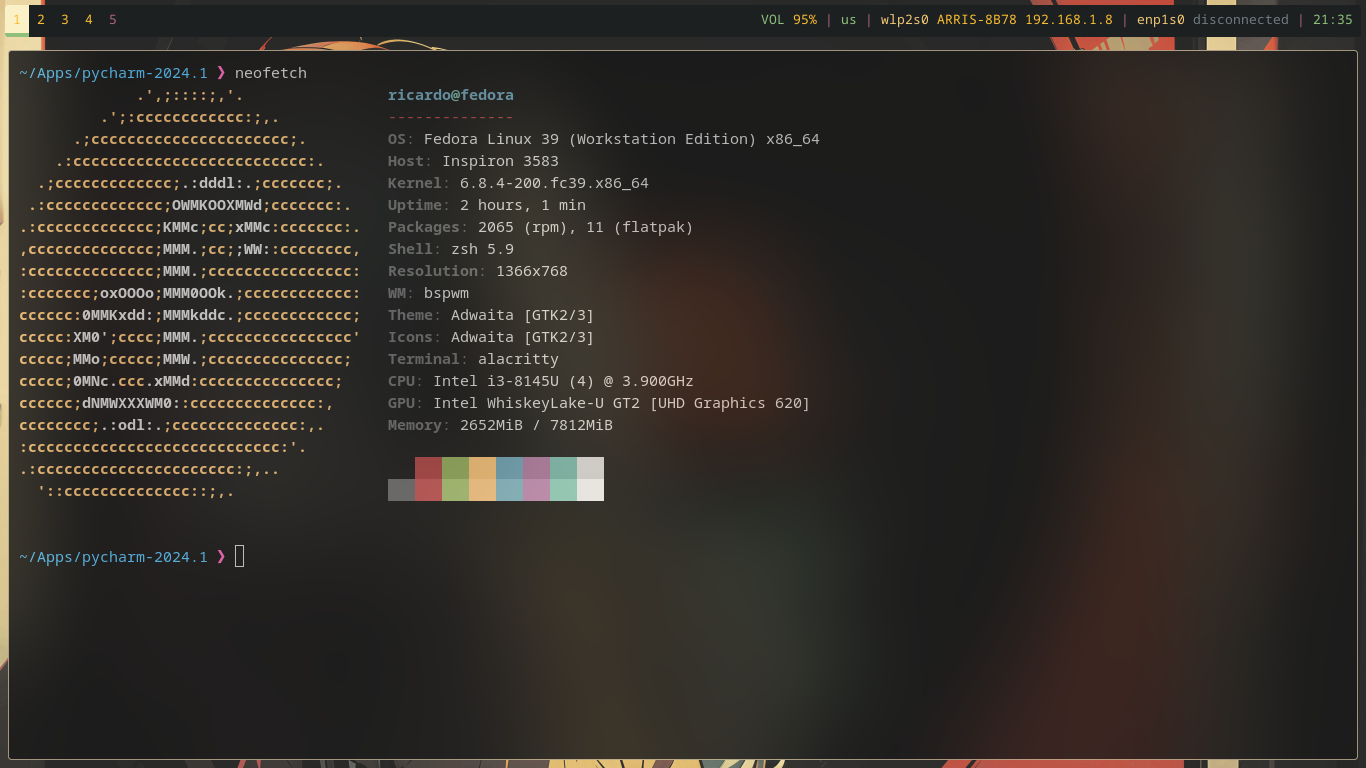 1 2 3 4 5 VOL 95% | us | wlp2s0 ARRIS-8B78 192.168.1.8 | enp1s0 disconnected | 21:35
~/Apps/pycharm-2024.1 ❯ neofetch
.',;::::;,'. ricardo@fedora
.';:cccccccccccc:;,. --------------
.;cccccccccccccccccccccc;. OS: Fedora Linux 39 (Workstation Edition) x86_64
.:cccccccccccccccccccccccccc:. Host: Inspiron 3583
.;ccccccccccccc;.:dddl:.;ccccccc;. Kernel: 6.8.4-200.fc39.x86_64
.:ccccccccccccc;OWMKOOXMWd;ccccccc:. Uptime: 2 hours, 1 min
.:ccccccccccccc;KMMc;cc;xMMc:ccccccc:. Packages: 2065 (rpm), 11 (flatpak)
,cccccccccccccc;MMM.;cc;;WW::cccccccc, Shell: zsh 5.9
:cccccccccccccc;MMM.;cccccccccccccccc: Resolution: 1366x768
:ccccccc;oxOOOo;MMM0OOk.;cccccccccccc: WM: bspwm
cccccc:0MMKxdd:;MMMkddc.;cccccccccccc; Theme: Adwaita [GTK2/3]
ccccc:XM0';cccc;MMM.;cccccccccccccccc' Icons: Adwaita [GTK2/3]
ccccc;MMo;ccccc;MMW.;ccccccccccccccc; Terminal: alacritty
ccccc;0MNc.ccc.xMMd:ccccccccccccccc; CPU: Intel i3-8145U (4) @ 3.900GHz
cccccc;dNMWXXXWM0::cccccccccccccc:, GPU: Intel WhiskeyLake-U GT2 [UHD Graphics 620]
cccccccc;.:odl:.;cccccccccccccc:,. Memory: 2652MiB / 7812MiB
:cccccccccccccccccccccccccccc:'.
.:cccccccccccccccccccccc:;,..
'::cccccccccccccc::;,.
~/Apps/pycharm-2024.1 ❯